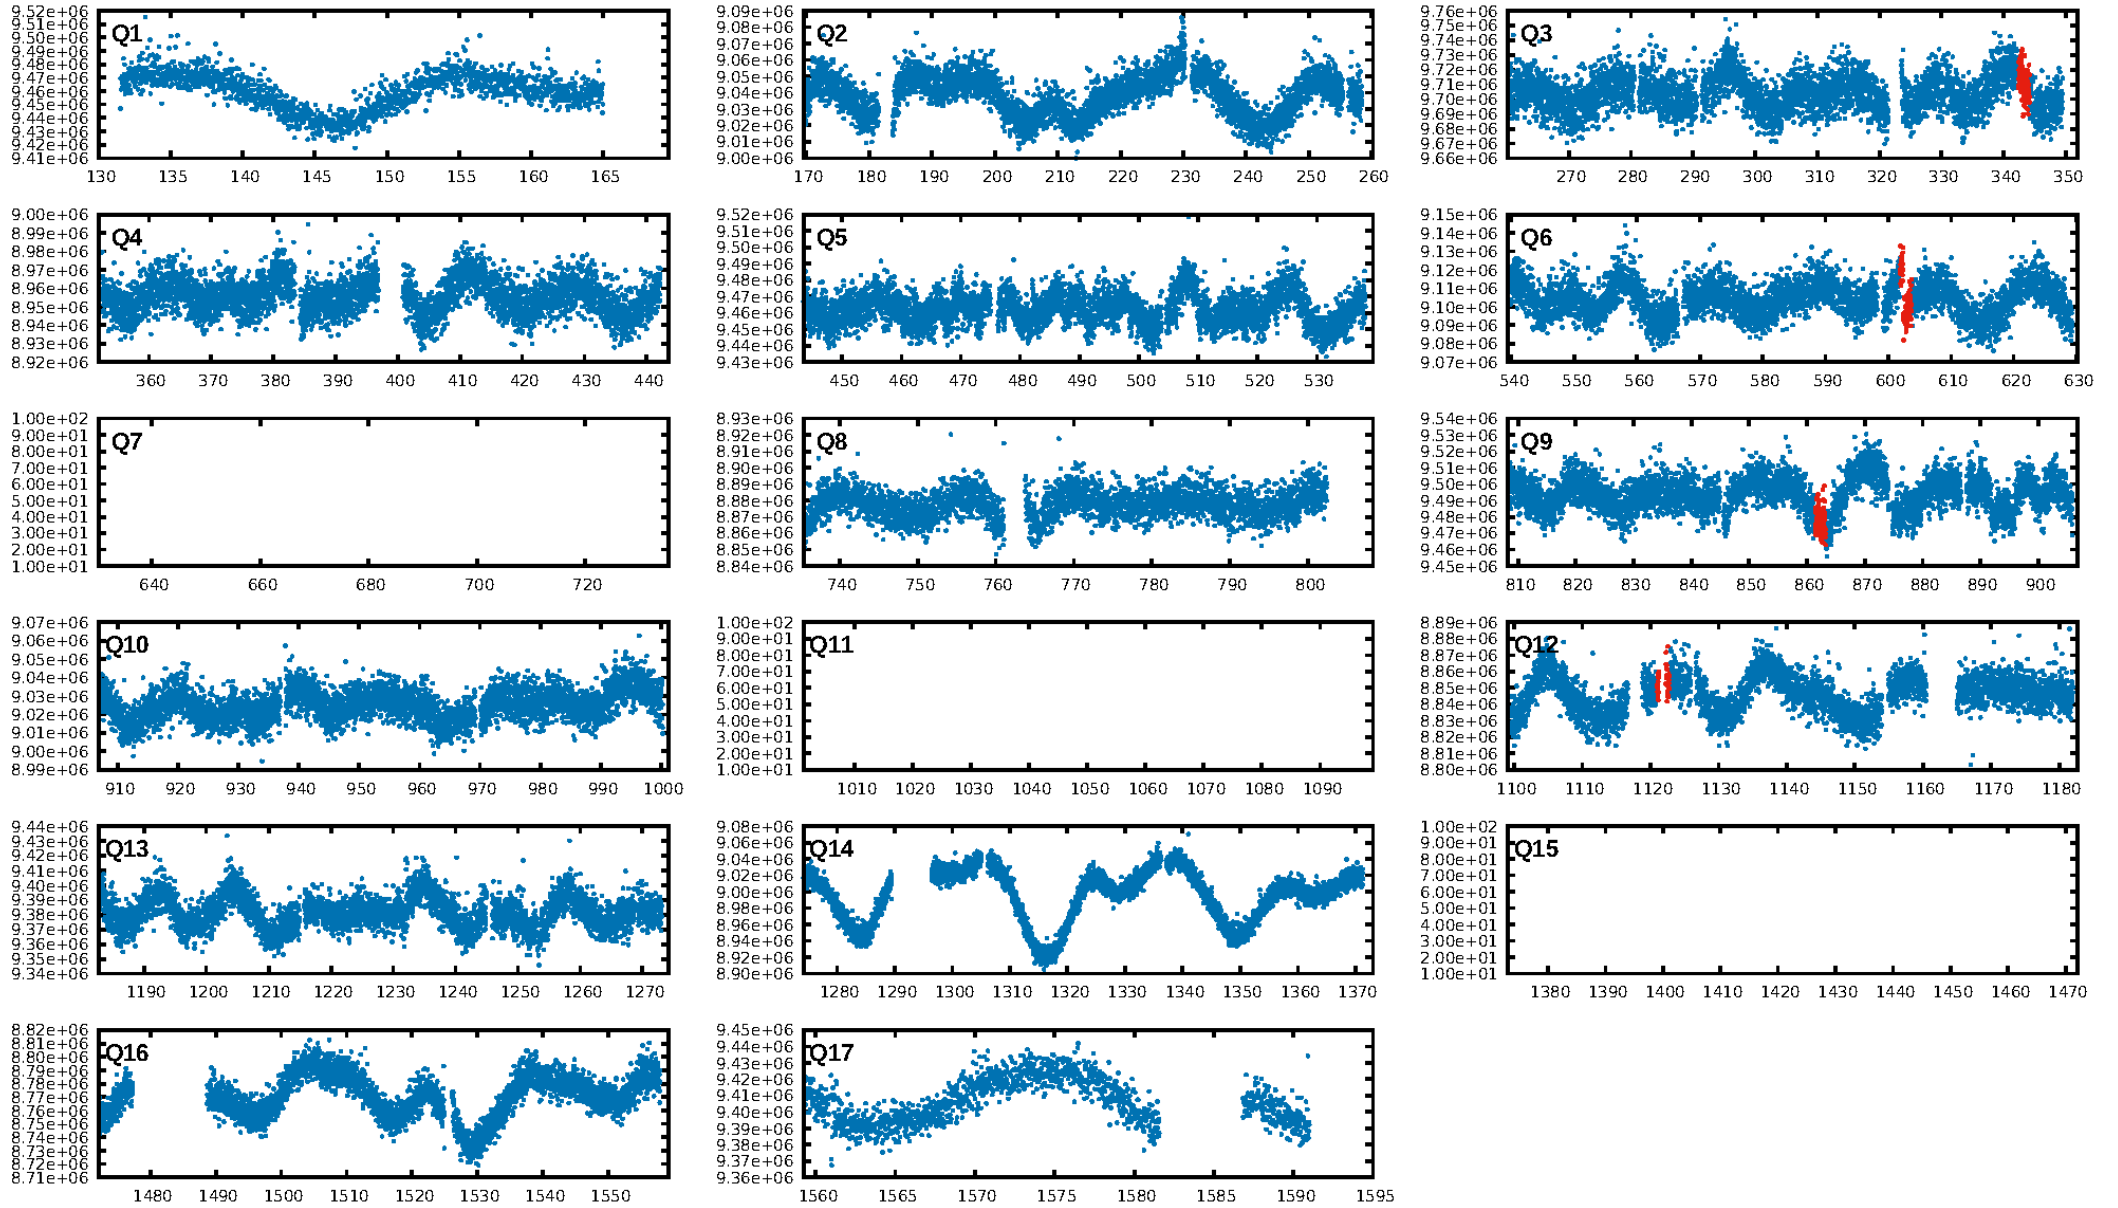 9.52e+06
9.51e+06
9.50e+06
9.49e+06
9.48e+06
9.47e+06
9.46e+06
9.45e+06
9.44e+06
9.43e+06
9.42e+06
9.41e+06
Q1
130 135 140 145 150 155 160 165
9.09e+06
9.08e+06
9.07e+06
9.06e+06
9.05e+06
9.04e+06
9.03e+06
9.02e+06
9.01e+06
9.00e+06
Q2
170 180 190 200 210 220 230 240 250 260
9.76e+06
9.75e+06
9.74e+06
9.73e+06
9.72e+06
9.71e+06
9.70e+06
9.69e+06
9.68e+06
9.67e+06
9.66e+06
Q3
270 280 290 300 310 320 330 340 350
9.00e+06
8.99e+06
8.98e+06
8.97e+06
8.96e+06
8.95e+06
8.94e+06
8.93e+06
8.92e+06
Q4
360 370 380 390 400 410 420 430 440
9.52e+06
9.51e+06
9.50e+06
9.49e+06
9.48e+06
9.47e+06
9.46e+06
9.45e+06
9.44e+06
9.43e+06
Q5
450 460 470 480 490 500 510 520 530
9.15e+06
9.14e+06
9.13e+06
9.12e+06
9.11e+06
9.10e+06
9.09e+06
9.08e+06
9.07e+06
Q6
540 550 560 570 580 590 600 610 620 630
1.00e+02
9.00e+01
8.00e+01
7.00e+01
6.00e+01
5.00e+01
4.00e+01
3.00e+01
2.00e+01
1.00e+01
Q7
640 660 680 700 720
8.93e+06
8.92e+06
8.91e+06
8.90e+06
8.89e+06
8.88e+06
8.87e+06
8.86e+06
8.85e+06
8.84e+06
Q8
740 750 760 770 780 790 800
9.54e+06
9.53e+06
9.52e+06
9.51e+06
9.50e+06
9.49e+06
9.48e+06
9.47e+06
9.46e+06
9.45e+06
Q9
810 820 830 840 850 860 870 880 890 900
9.07e+06
9.06e+06
9.05e+06
9.04e+06
9.03e+06
9.02e+06
9.01e+06
9.00e+06
8.99e+06
Q10
910 920 930 940 950 960 970 980 990 1000
1.00e+02
9.00e+01
8.00e+01
7.00e+01
6.00e+01
5.00e+01
4.00e+01
3.00e+01
2.00e+01
1.00e+01
Q11
1010 1020 1030 1040 1050 1060 1070 1080 1090
8.89e+06
8.88e+06
8.87e+06
8.86e+06
8.85e+06
8.84e+06
8.83e+06
8.82e+06
8.81e+06
8.80e+06
Q12
1100 1110 1120 1130 1140 1150 1160 1170 1180
9.44e+06
9.43e+06
9.42e+06
9.41e+06
9.40e+06
9.39e+06
9.38e+06
9.37e+06
9.36e+06
9.35e+06
9.34e+06
Q13
1190 1200 1210 1220 1230 1240 1250 1260 1270
9.08e+06
9.06e+06
9.04e+06
9.02e+06
9.00e+06
8.98e+06
8.96e+06
8.94e+06
8.92e+06
8.90e+06
Q14
1280 1290 1300 1310 1320 1330 1340 1350 1360 1370
1.00e+02
9.00e+01
8.00e+01
7.00e+01
6.00e+01
5.00e+01
4.00e+01
3.00e+01
2.00e+01
1.00e+01
Q15
1380 1390 1400 1410 1420 1430 1440 1450 1460 1470
8.82e+06
8.81e+06
8.80e+06
8.79e+06
8.78e+06
8.77e+06
8.76e+06
8.75e+06
8.74e+06
8.73e+06
8.72e+06
8.71e+06
Q16
1480 1490 1500 1510 1520 1530 1540 1550
9.45e+06
9.44e+06
9.43e+06
9.42e+06
9.41e+06
9.40e+06
9.39e+06
9.38e+06
9.37e+06
9.36e+06
Q17
1560 1565 1570 1575 1580 1585 1590 1595